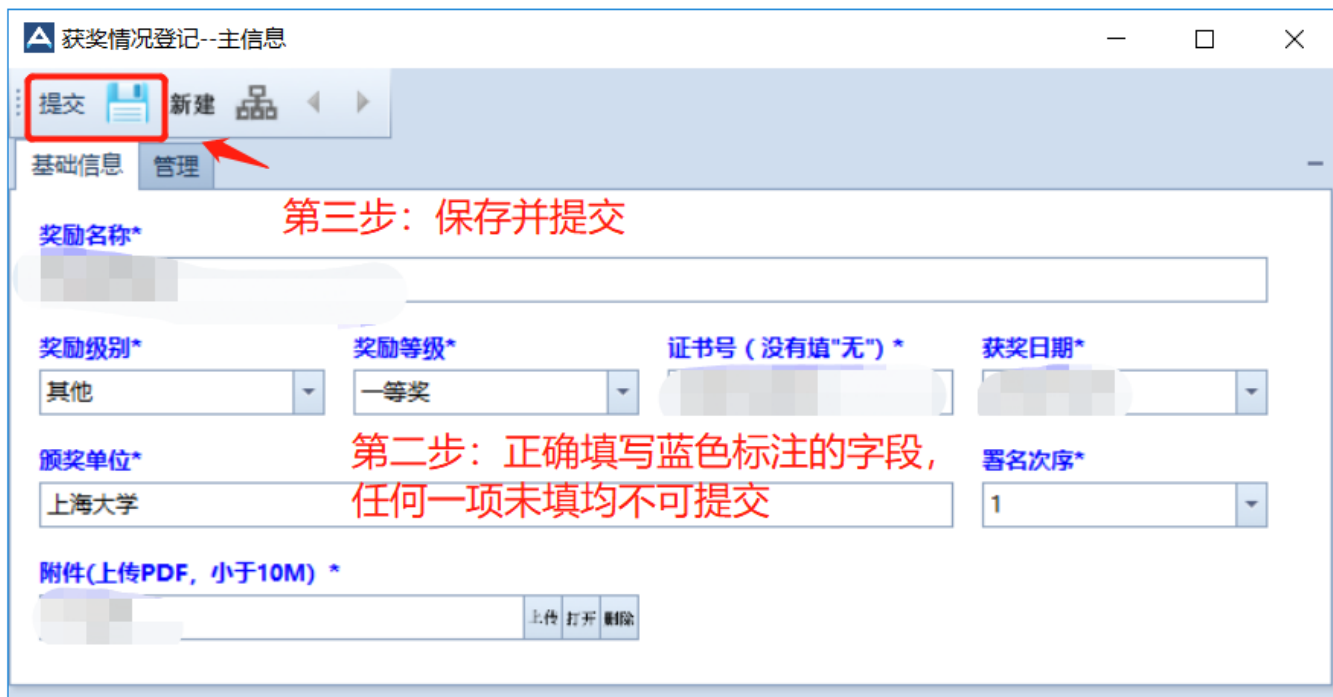 获奖情况登记--主信息
提交 新建
基础信息 管理
第三步：保存并提交
奖励名称*
奖励级别* 奖励等级* 证书号（没有填"无"）* 获奖日期*
其他 一等奖
颁奖单位* 第二步：正确填写蓝色标注的字段， 署名次序*
上海大学 任何一项未填均不可提交 1
附件(上传PDF，小于10M）*
上传 打开 删除